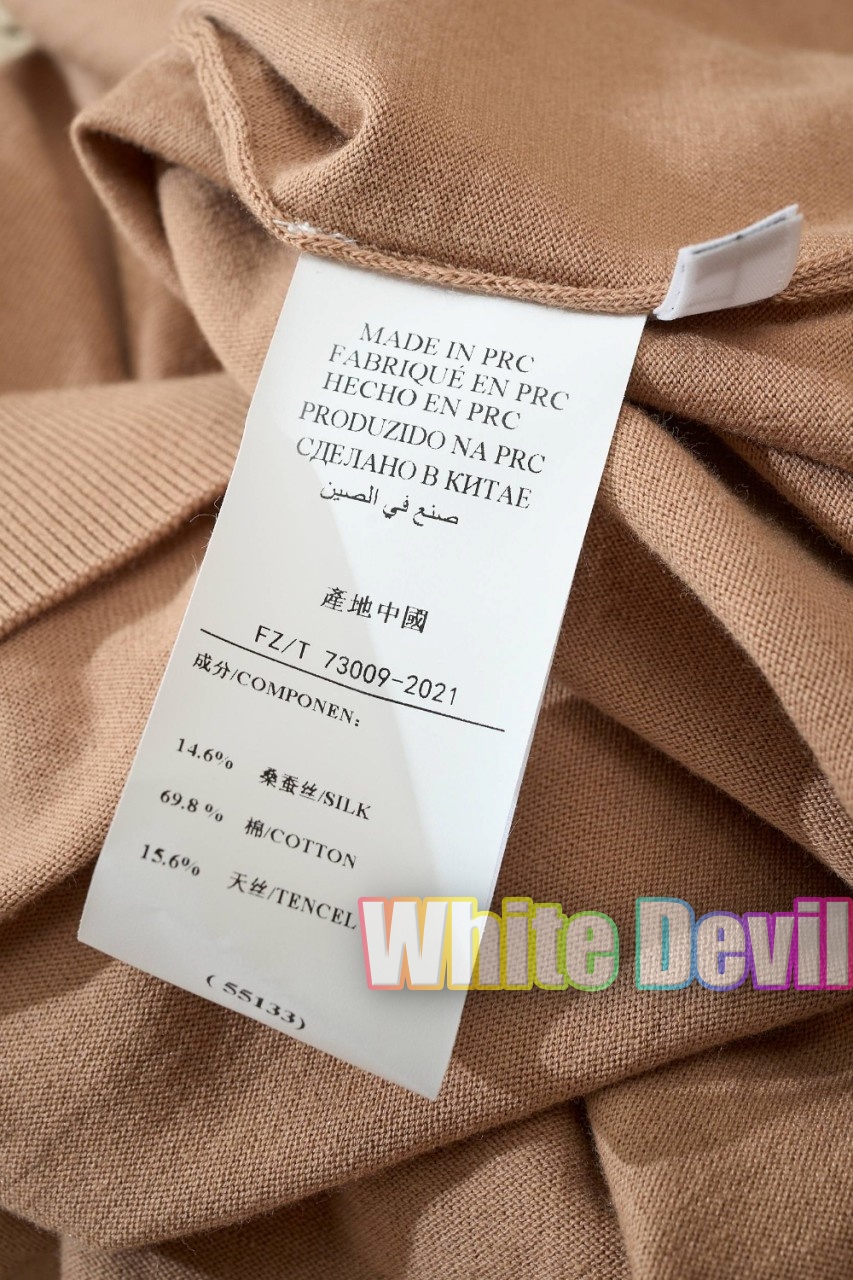 MADE IN PRC
FABRIQUÉ EN PRC
HECHO EN PRC
PRODUZIDO NA PRC
СДЕЛАНО В КИТАЕ
صنع في الصين
產地中國
FZ/T 73009-2021
成分/COMPONEN:
14.6% 桑蚕丝/SILK
69.8 % 棉/COTTON
15.6% 天丝/TENCEL
White Devil
( 55133)